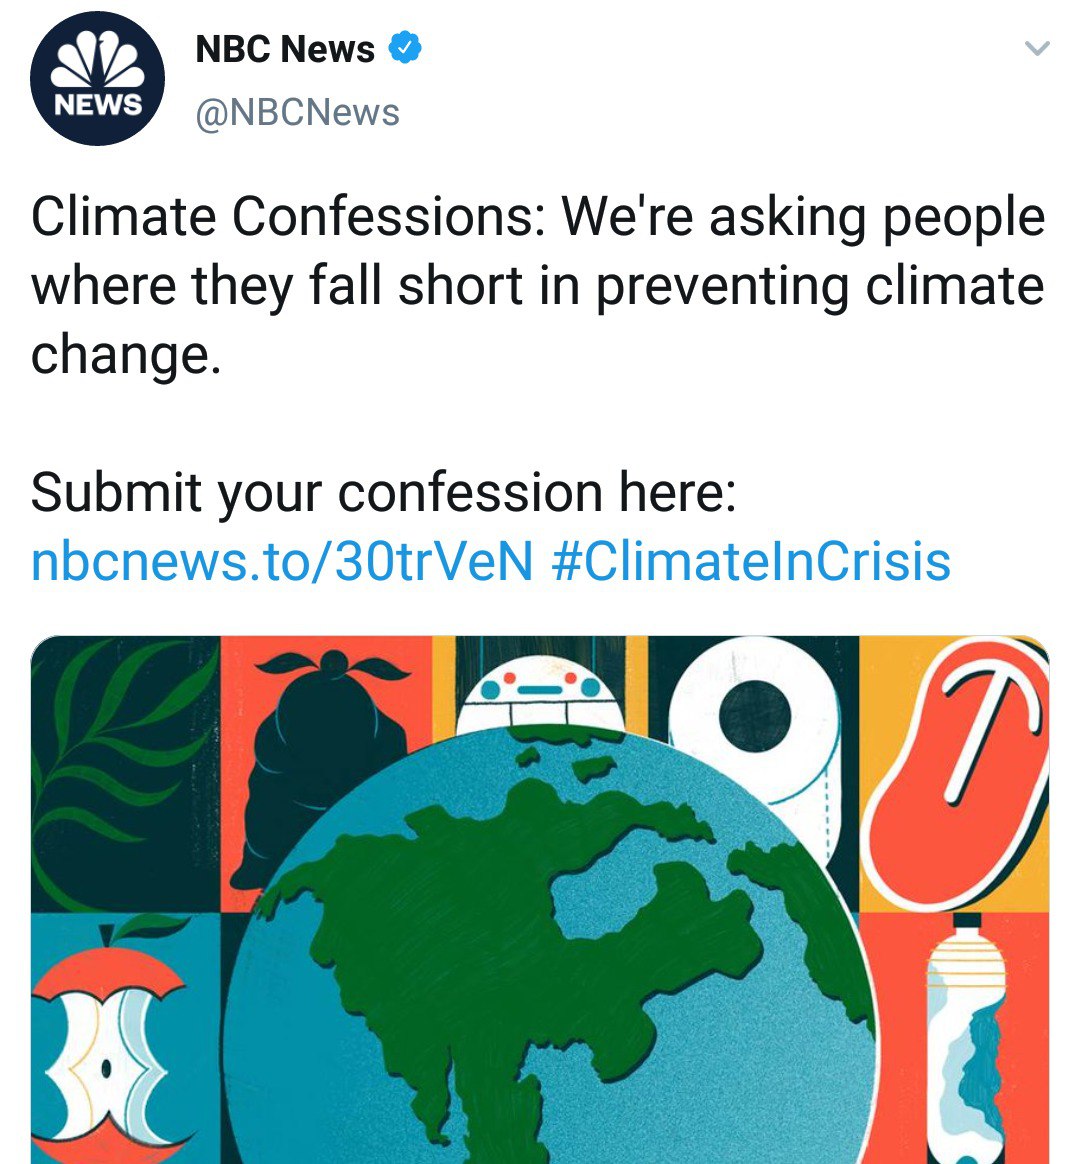 NEWS
NBC News
@NBCNews
Climate Confessions: We're asking people
where they fall short in preventing climate
change.
Submit your confession here:
nbcnews.to/30trVeN #ClimateInCrisis